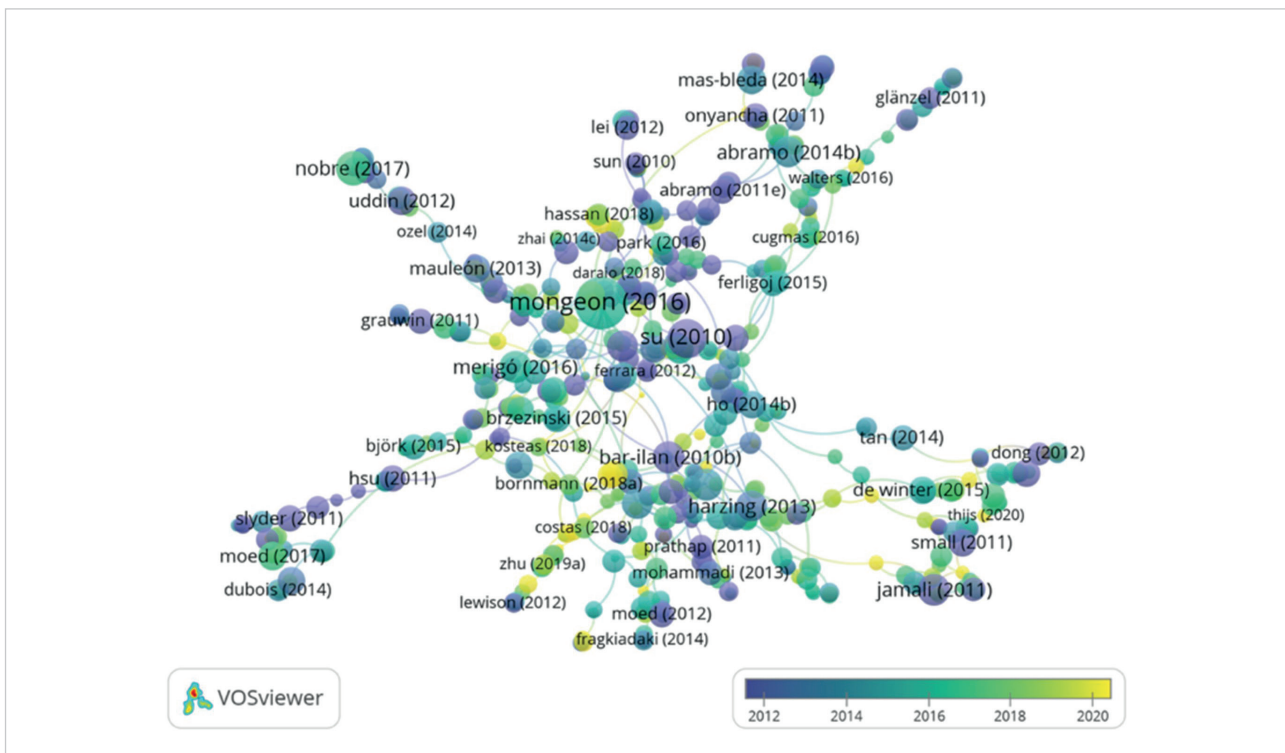 mas-bleda (2014)
glänzel (2011)
onyancha (2011)
lei (2012)
abramo (2014b)
sun (2010)
nobre (2017)
walters (2016)
abramo (2011e)
uddin (2012)
hassan (2018)
ozel (2014)
zhai (2014c)
park (2016)
cugmas (2016)
mauleón (2013)
daraio (2018)
ferligoj (2015)
mongeon (2016)
grauwin (2011)
su (2010)
merigó (2016)
ferrara (2012)
ho (2014b)
brzezinski (2015)
tan (2014)
björk (2015)
kosteas (2018)
dong (2012)
bar-ilan (2010b)
hsu (2011)
bornmann (2018a)
de winter (2015)
harzing (2013)
slyder (2011)
thijs (2020)
costas (2018)
small (2011)
prathap (2011)
moed (2017)
zhu (2019a)
mohammadi (2013)
dubois (2014)
jamali (2011)
lewison (2012)
moed (2012)
fragkiadaki (2014)
VOSviewer
2012 2014 2016 2018 2020